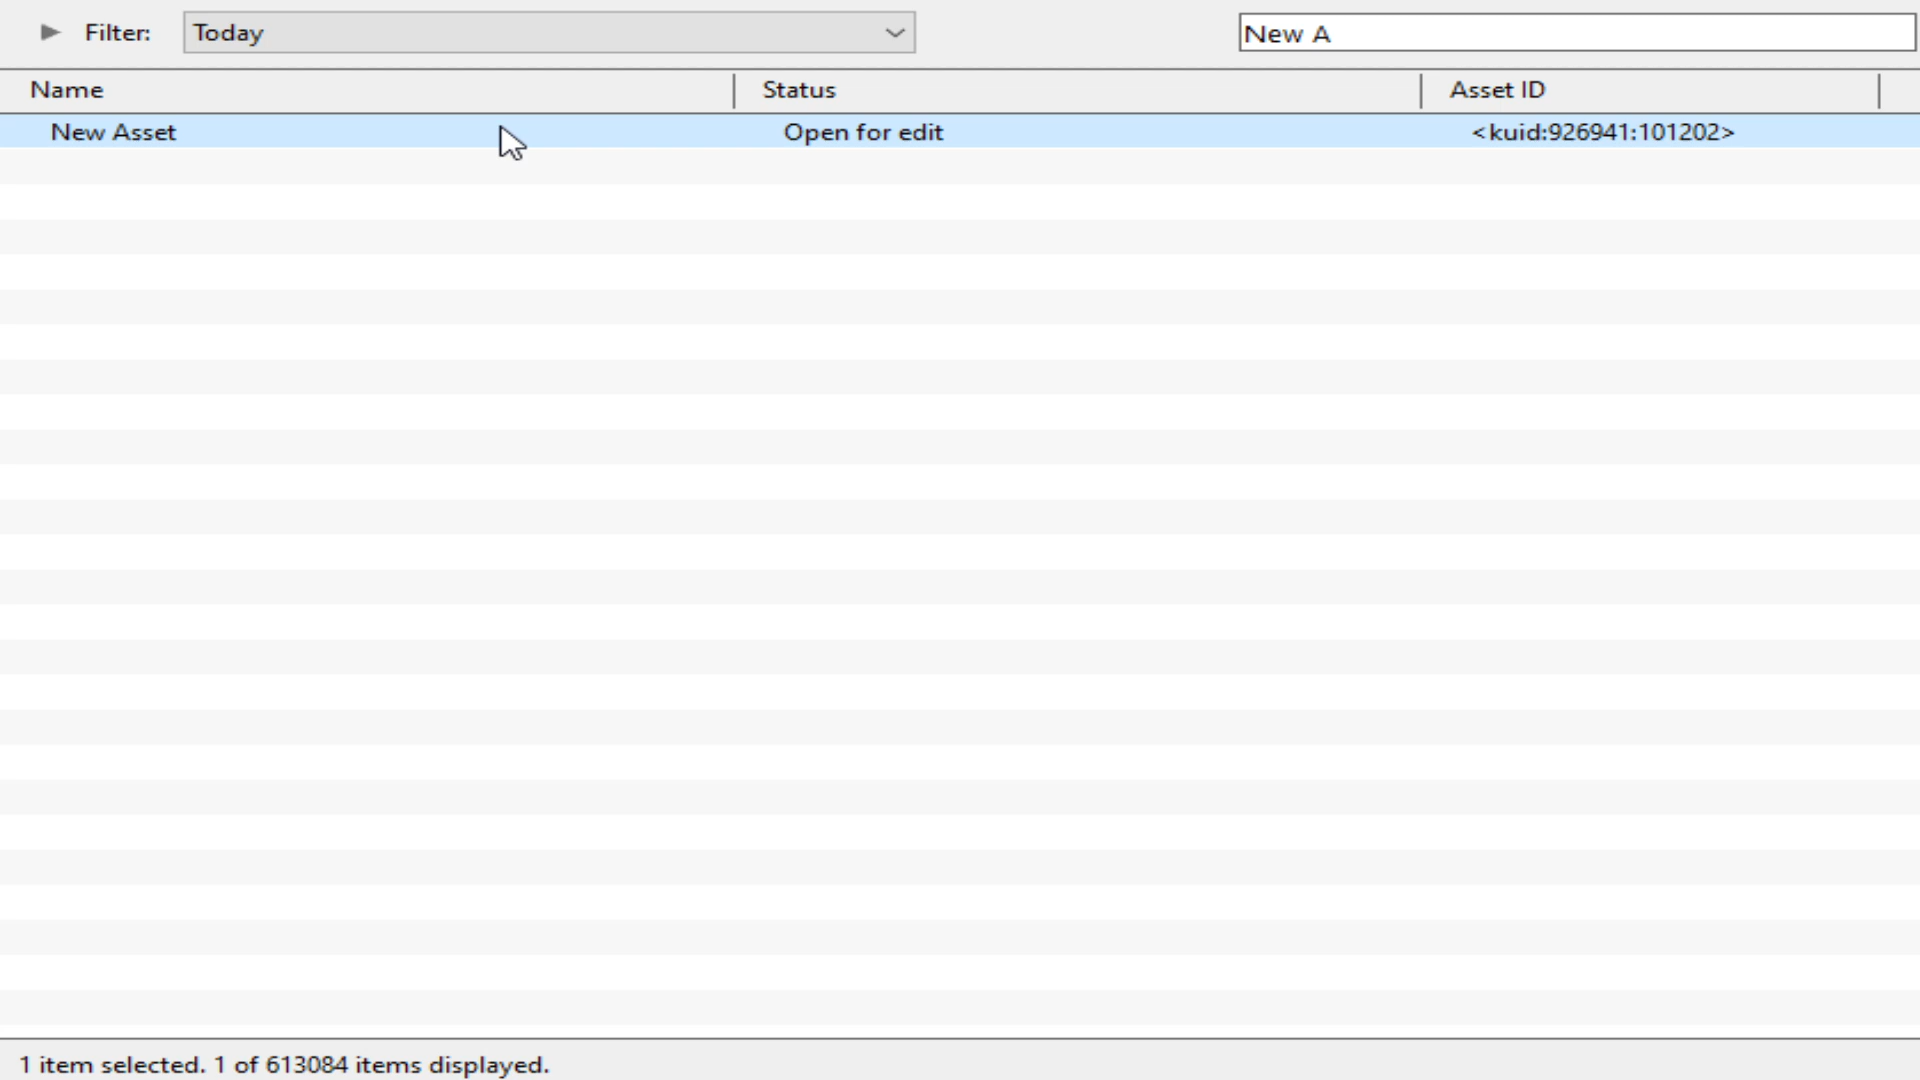 Filter: Today New A
Name Status Asset ID
New Asset Open for edit <kuid:926941:101202>
1 item selected. 1 of 613084 items displayed.